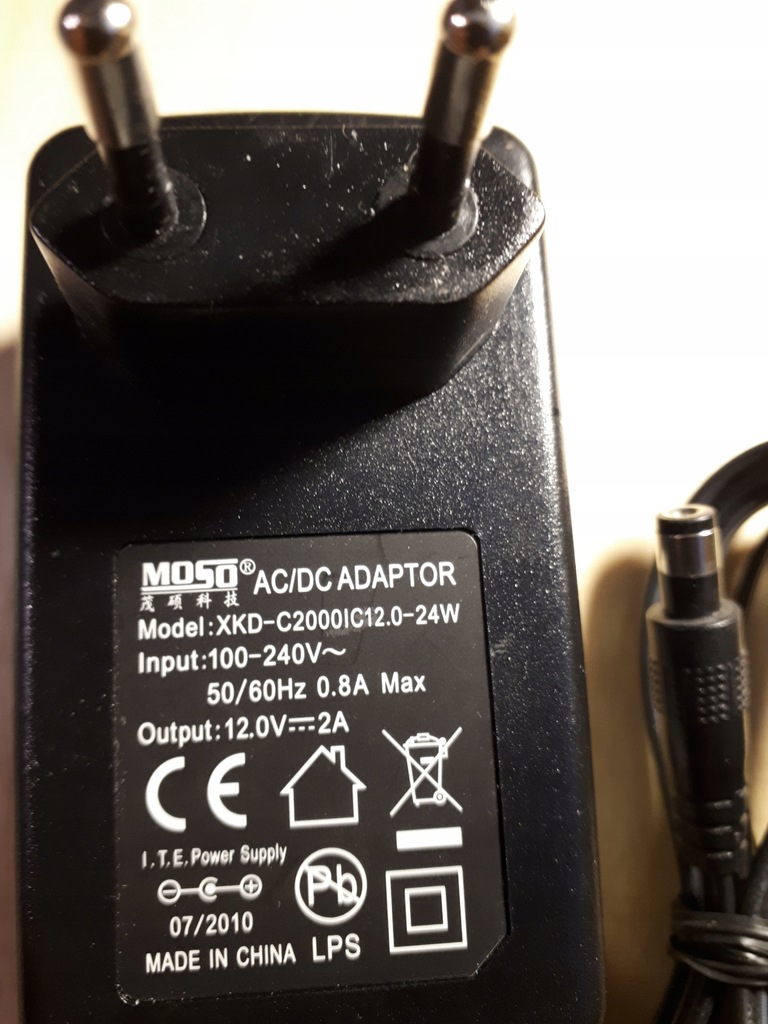 MOSO® AC/DC ADAPTOR
茂硕科技
Model:XKD-C2000IC12.0-24W
Input:100-240V~
50/60Hz 0.8A Max
Output:12.0V⎓2A
CE
I.T.E.Power Supply
Pb
07/2010
MADE IN CHINA LPS